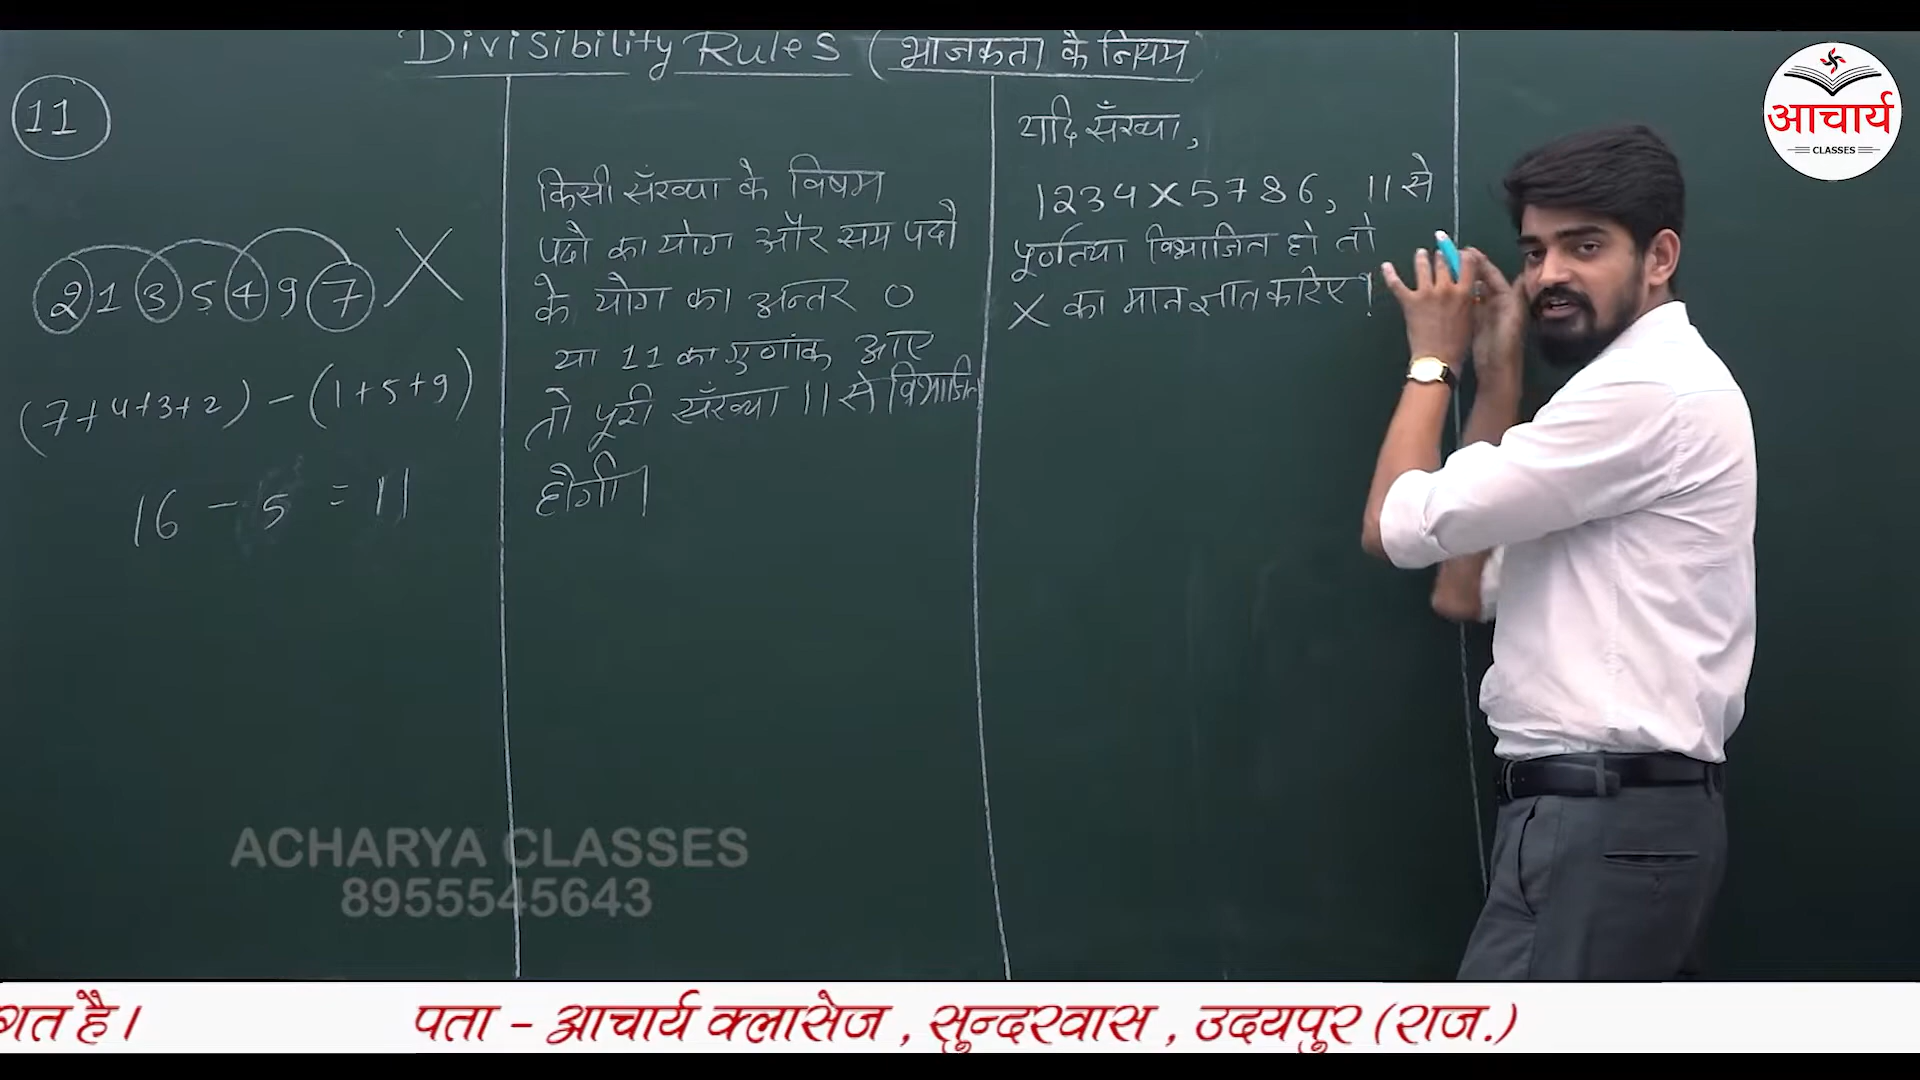 Divisibility Rules (भाजकता के नियम
11
2 1 3 5 4 9 7 X
(7+4+3+2) - (1+5+9)
16 - 5 = 11
किसी सँख्या के विषम
पदौ का योग और सम पदौ
के योग का अन्तर 0
या 11 का गुणांक आए
तो पूरी सँख्या 11 से विभाजित
होगी।
यदि सँख्या,
1234X5786, 11 से
पूर्णतया विभाजित हो तो
X का मान ज्ञात करिए।
आचार्य
CLASSES
ACHARYA CLASSES
8955545643
गत है।
पता - आचार्य क्लासेज , सुन्दरवास , उदयपुर (राज.)